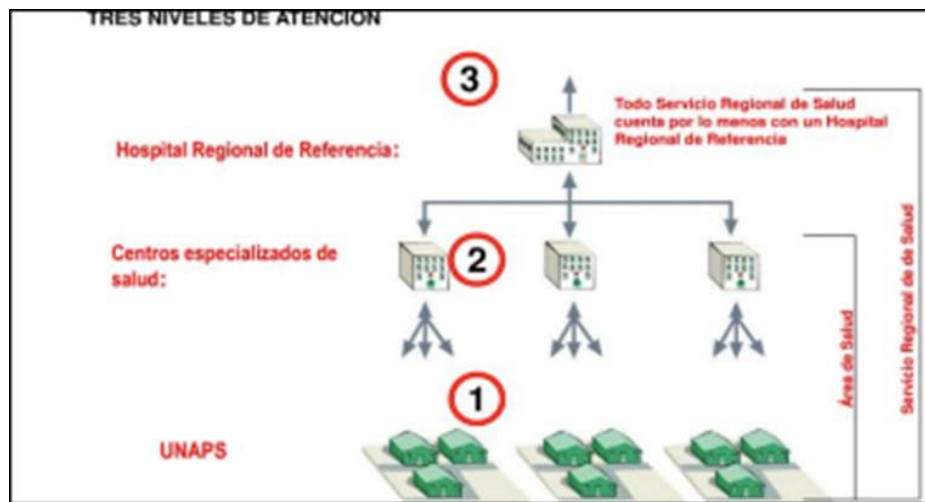 TRES NIVELES DE ATENCION
3
Todo Servicio Regional de Salud
cuenta por lo menos con un Hospital
Regional de Referencia
Hospital Regional de Referencia:
Centros especializados de
salud:
2
1
UNAPS
Área de Salud
Servicio Regional de de Salud